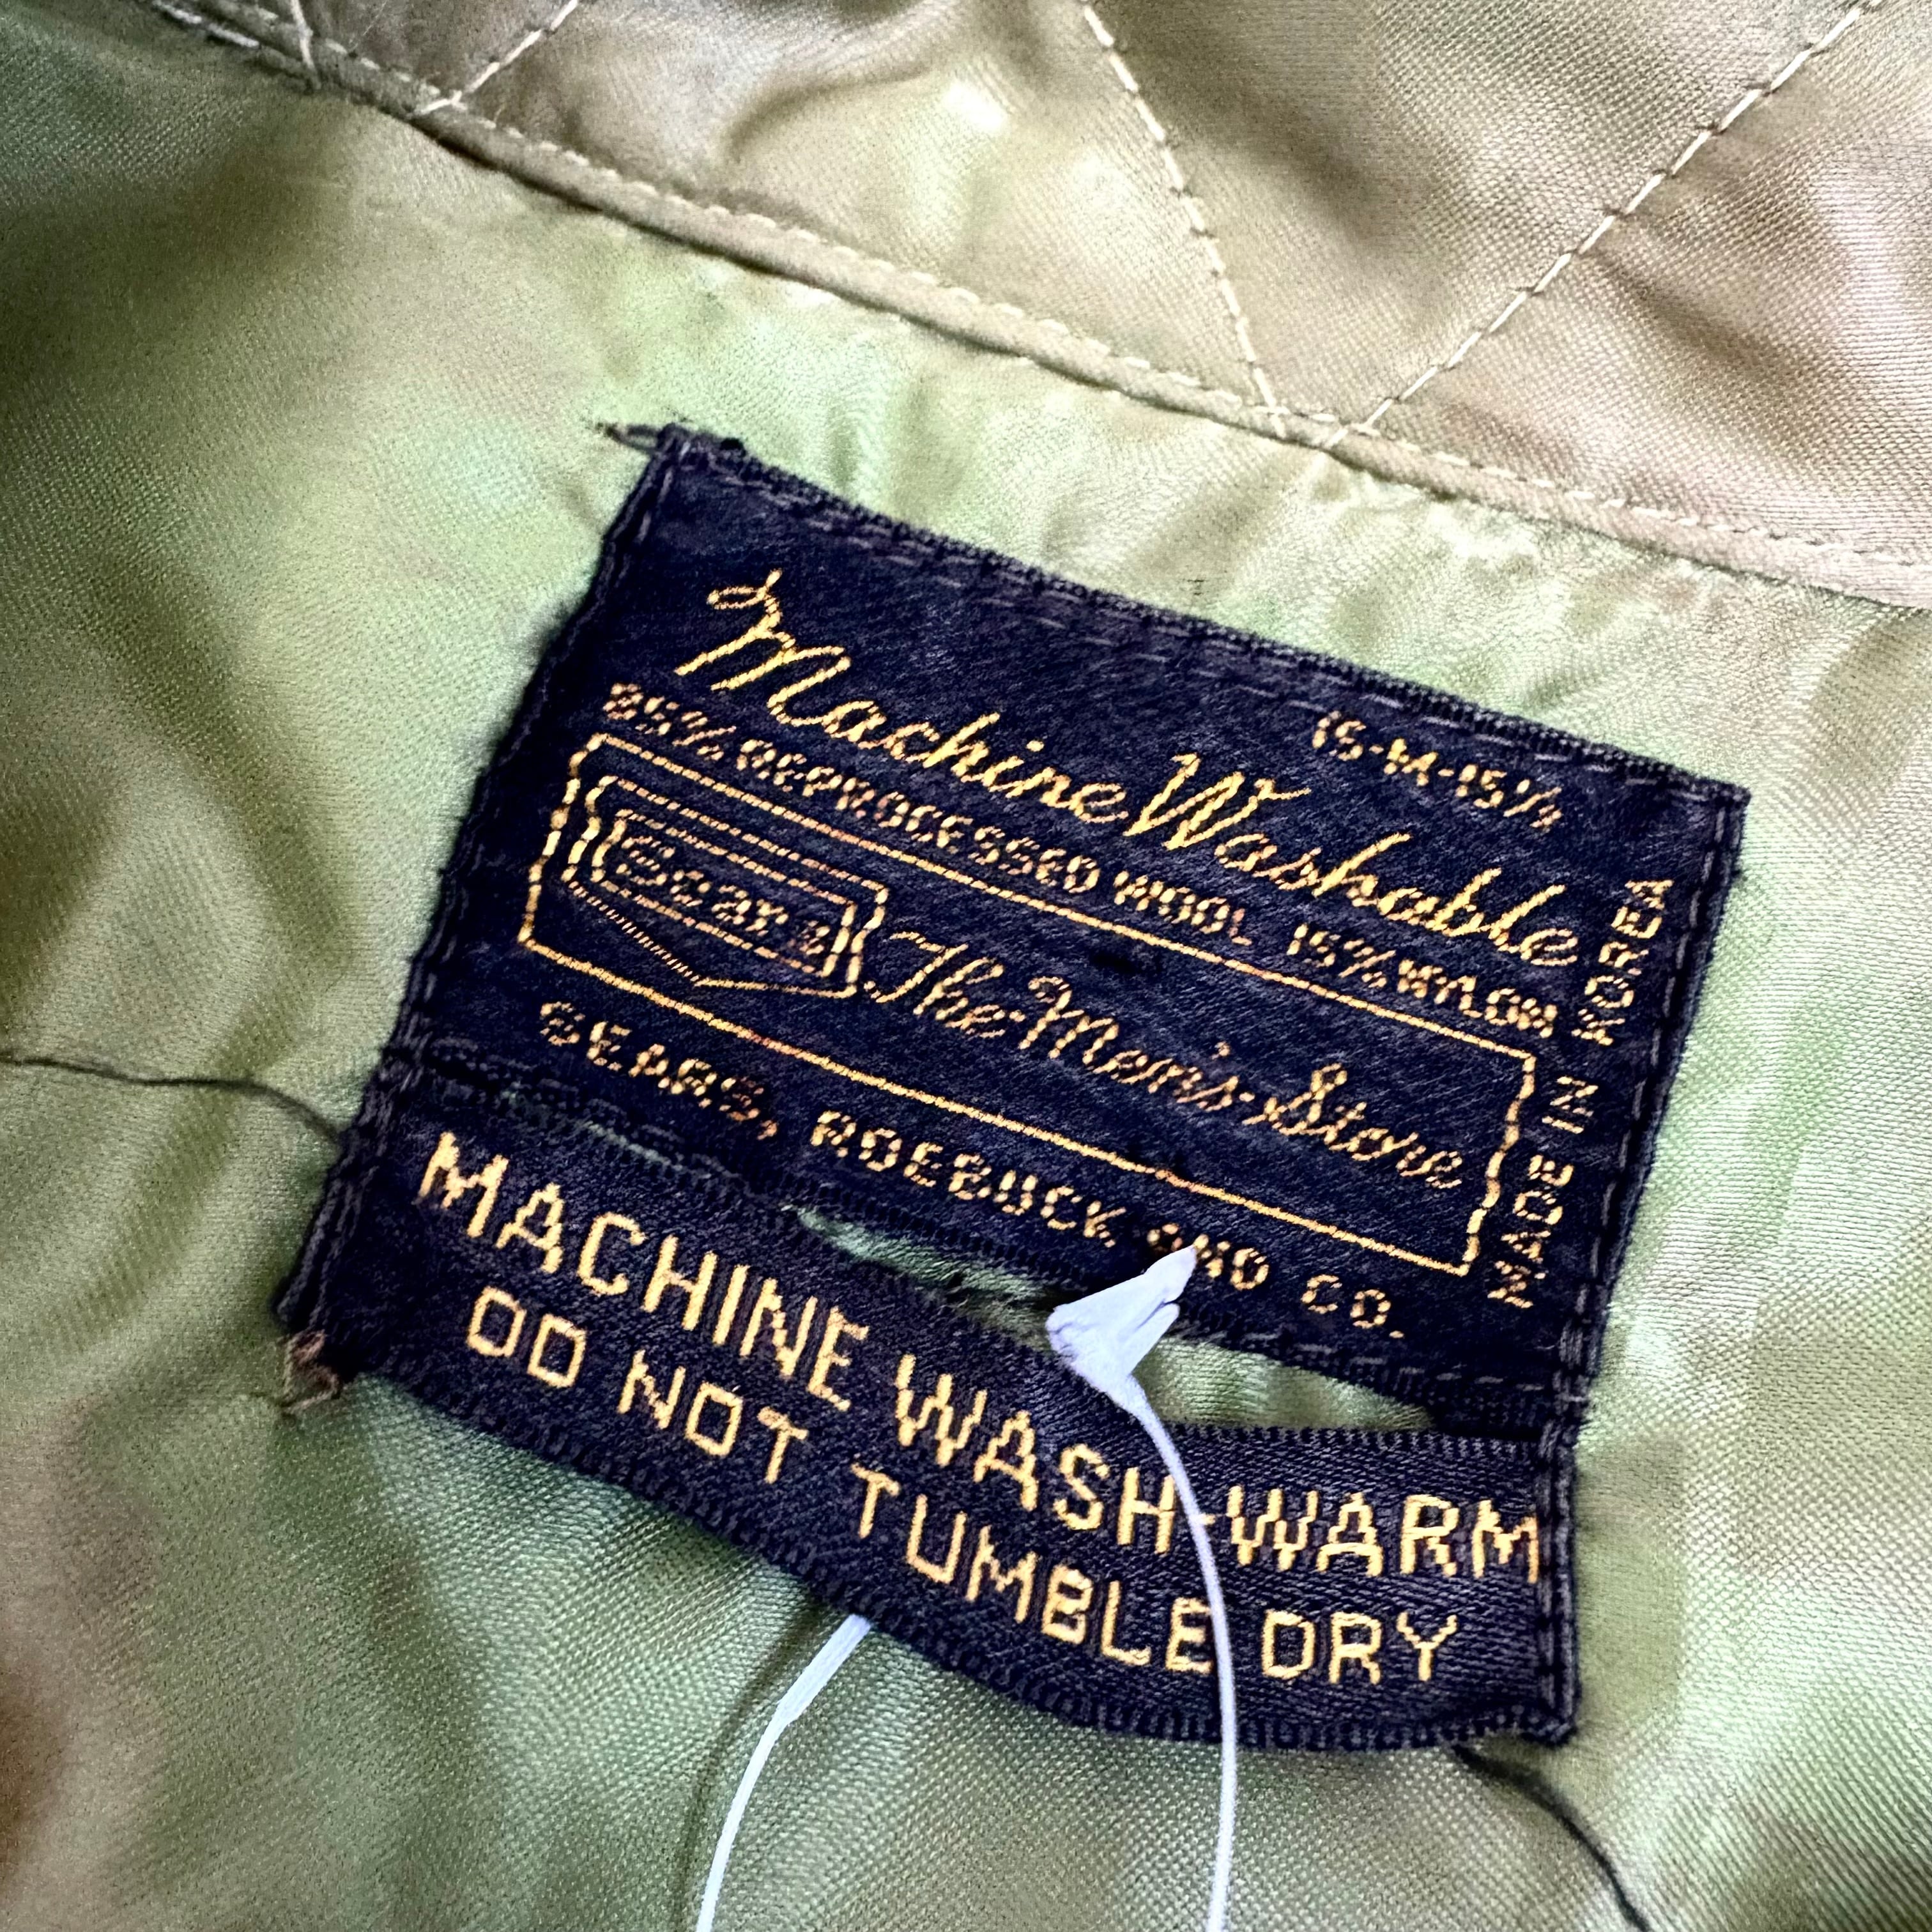 15-M-15½
Machine Washable
85% REPROCESSED WOOL 15% NYLON
Sears The Men's Store
SEARS, ROEBUCK AND CO.
MADE IN KOREA
MACHINE WASH-WARM
DO NOT TUMBLE DRY